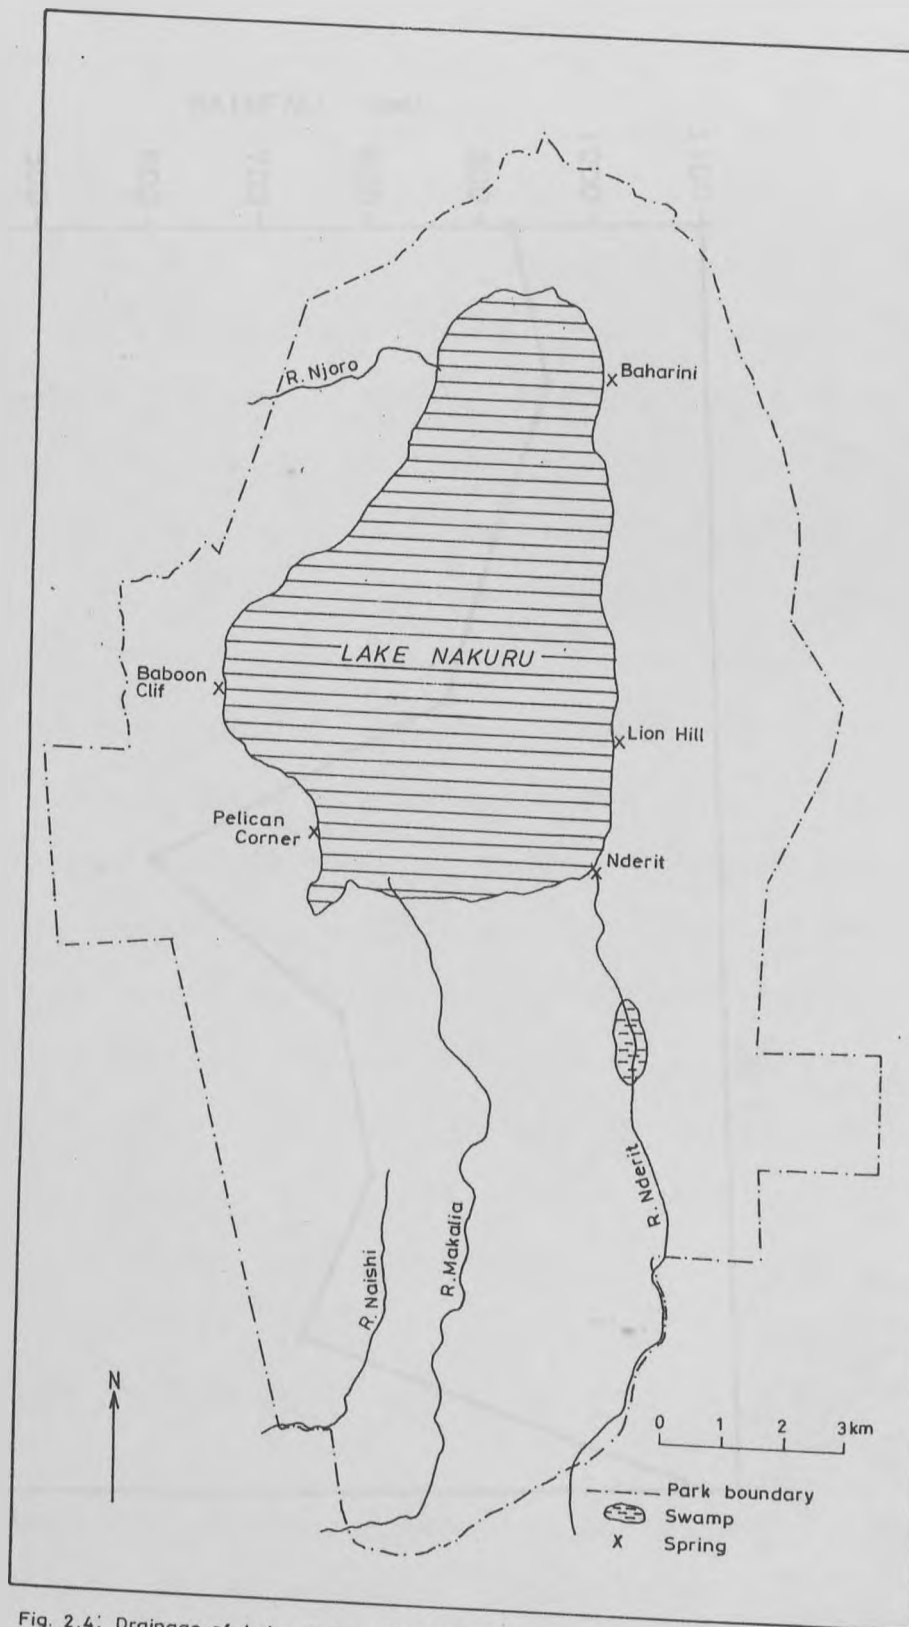 R. Njoro
Baharini
LAKE NAKURU
Baboon
Clif
Lion Hill
Pelican
Corner
Nderit
R. Nderit
R. Makalia
R. Naishi
N
0 1 2 3 km
Park boundary
Swamp
X Spring
Fig. 2.4: Drainage of